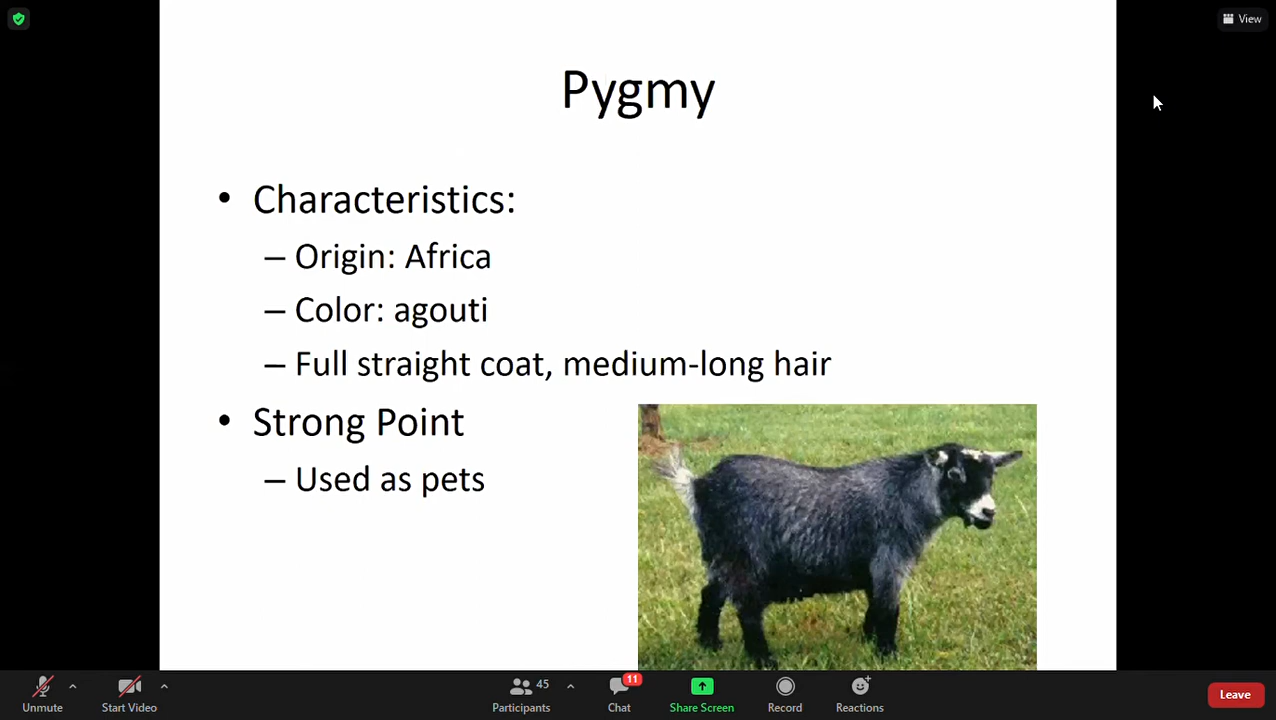 View
Pygmy
• Characteristics:
– Origin: Africa
– Color: agouti
– Full straight coat, medium-long hair
• Strong Point
– Used as pets
Unmute
Start Video
45
Participants
11
Chat
Share Screen
Record
Reactions
Leave